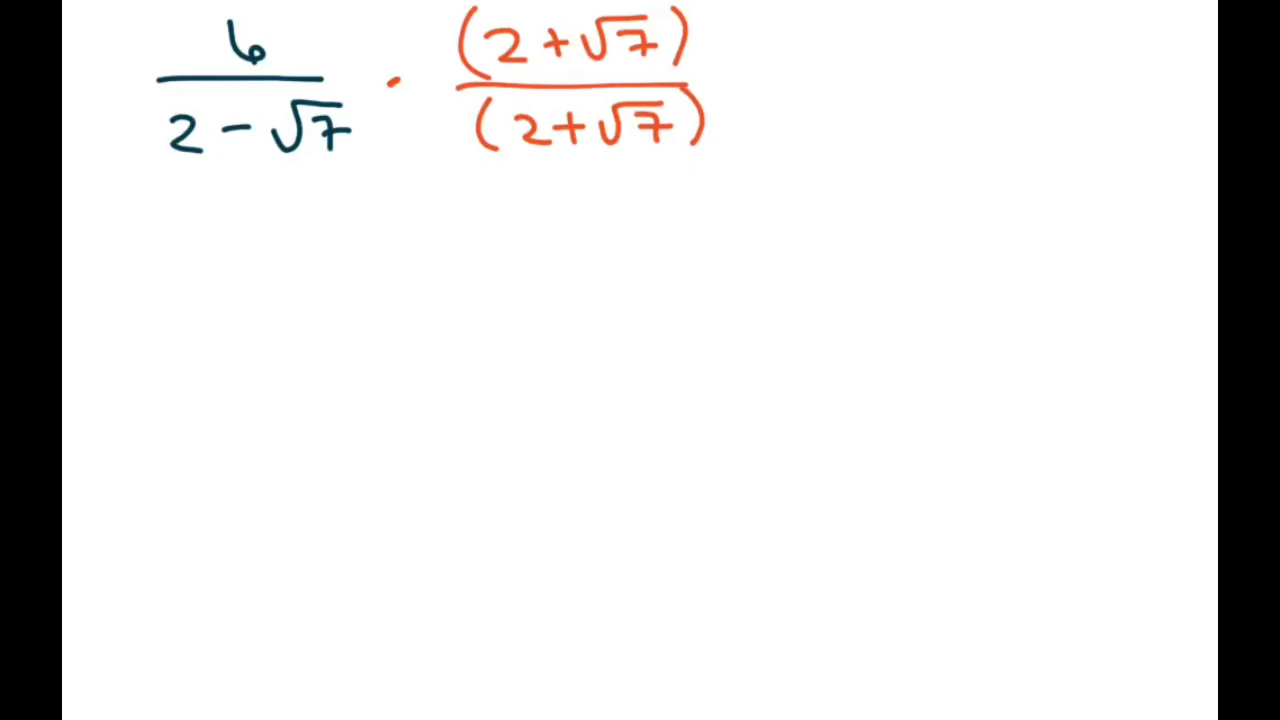 6 (2 + √7)
2 - √7 · (2 + √7)